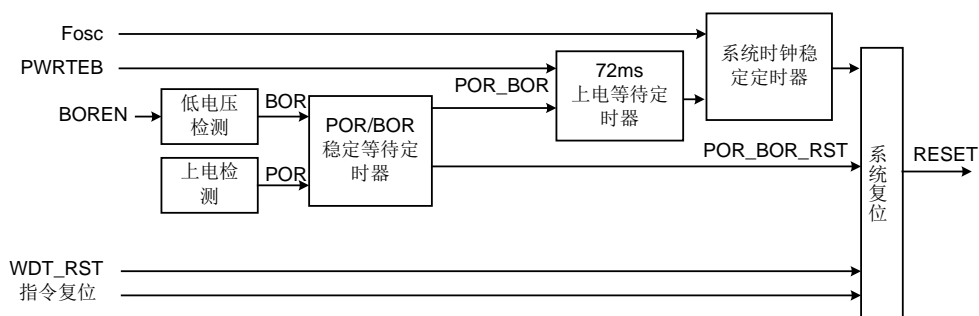 Fosc
PWRTEB
BOREN
低电压
检测
BOR
上电检
测
POR
POR/BOR
稳定等待定
时器
POR_BOR
72ms
上电等待定
时器
系统时钟稳
定定时器
POR_BOR_RST
系统复位
RESET
WDT_RST
指令复位